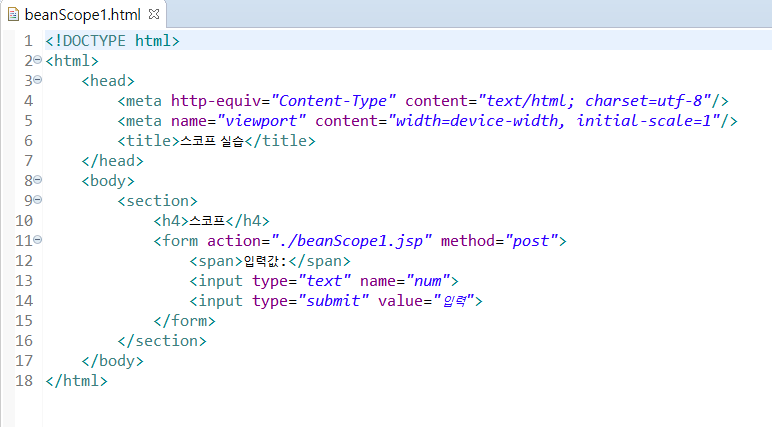 beanScope1.html
1 <!DOCTYPE html>
2 <html>
3 <head>
4 <meta http-equiv="Content-Type" content="text/html; charset=utf-8"/>
5 <meta name="viewport" content="width=device-width, initial-scale=1"/>
6 <title>스코프 실습</title>
7 </head>
8 <body>
9 <section>
10 <h4>스코프</h4>
11 <form action="./beanScope1.jsp" method="post">
12 <span>입력값:</span>
13 <input type="text" name="num">
14 <input type="submit" value="입력">
15 </form>
16 </section>
17 </body>
18 </html>